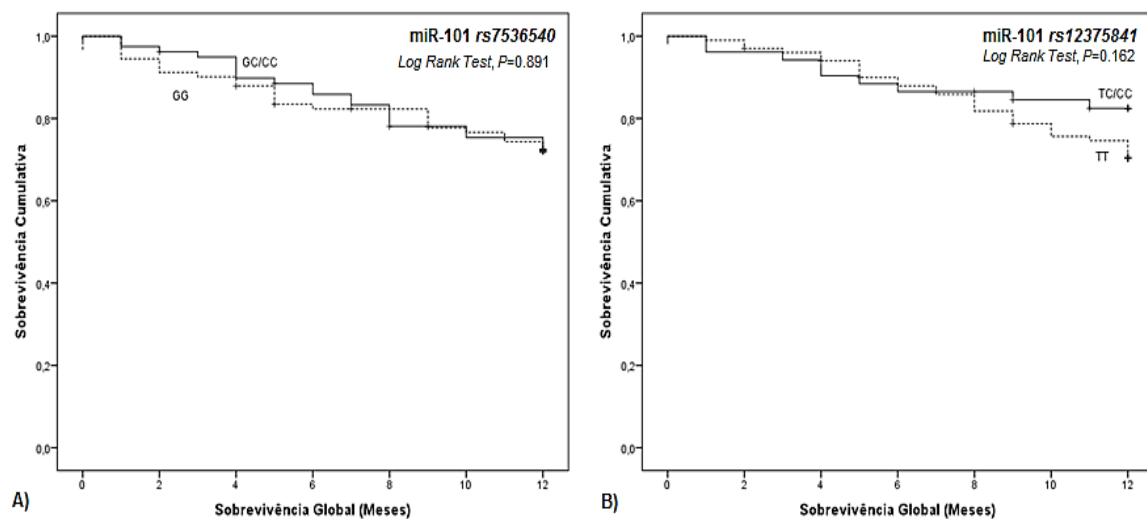 miR-101 rs7536540
Log Rank Test, P=0.891
GC/CC
GG
Sobrevivência Cumulativa
1,0
0,8
0,6
0,4
0,2
0,0
0 2 4 6 8 10 12
Sobrevivência Global (Meses)
A)
miR-101 rs12375841
Log Rank Test, P=0.162
TC/CC
TT
Sobrevivência Cumulativa
1,0
0,8
0,6
0,4
0,2
0,0
0 2 4 6 8 10 12
Sobrevivência Global (Meses)
B)